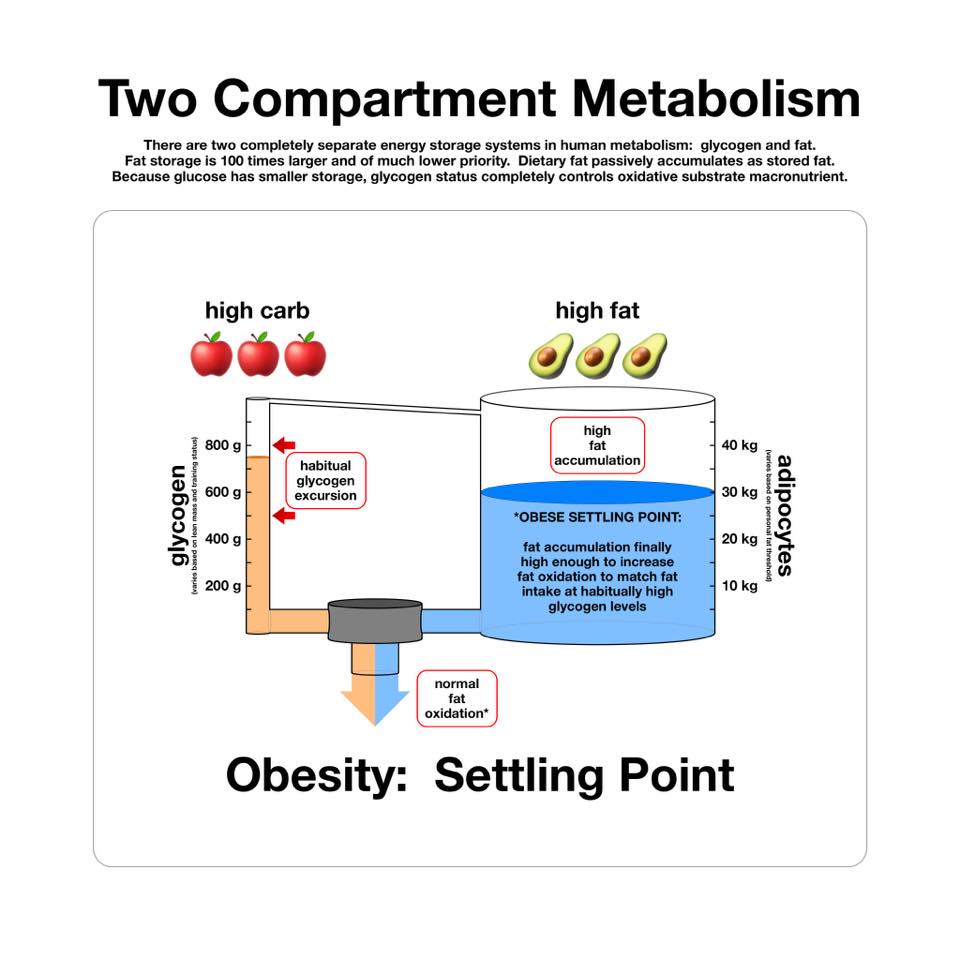 Two Compartment Metabolism
There are two completely separate energy storage systems in human metabolism:  glycogen and fat.
Fat storage is 100 times larger and of much lower priority.  Dietary fat passively accumulates as stored fat.
Because glucose has smaller storage, glycogen status completely controls oxidative substrate macronutrient.
high carb
high fat
glycogen
(varies based on lean mass and training status)
800 g
600 g
400 g
200 g
habitual
glycogen
excursion
high
fat
accumulation
*OBESE SETTLING POINT:
fat accumulation finally
high enough to increase
fat oxidation to match fat
intake at habitually high
glycogen levels
40 kg
30 kg
20 kg
10 kg
adipocytes
(varies based on personal fat threshold)
normal
fat
oxidation*
Obesity:  Settling Point